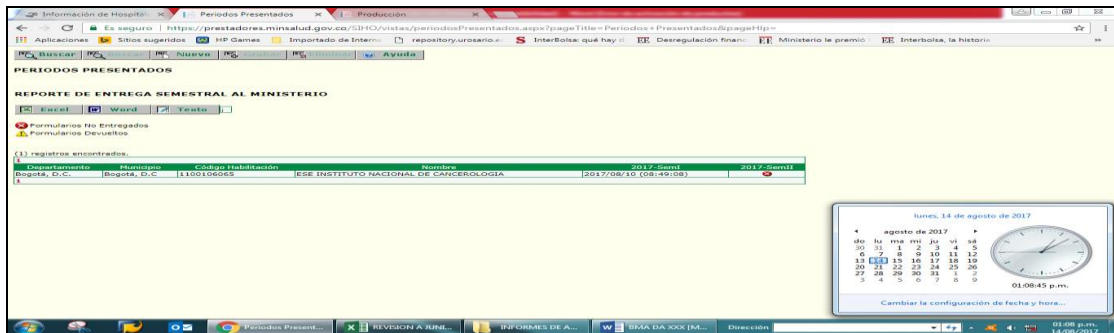 Información de Hospital
Periodos Presentados
Producción
Es seguro | https://prestadores.minsalud.gov.co/SIHO/vistas/periodosPresentados.aspx?pageTitle=Periodos+Presentados&pageHlp=
Aplicaciones Sitios sugeridos HP Games Importado de Intern repository.urosario.e InterBolsa: qué hay d Desregulación financ Ministerio le premió Interbolsa, la historia
Buscar Nuevo Ayuda
PERIODOS PRESENTADOS
REPORTE DE ENTREGA SEMESTRAL AL MINISTERIO
Excel Word Texto
Formularios No Entregados
Formularios Devueltos
(1) registros encontrados.
1
Departamento Municipio Código Habilitación Nombre 2017-SemI 2017-SemII
Bogotá, D.C. Bogotá, D.C 1100106065 ESE INSTITUTO NACIONAL DE CANCEROLOGIA 2017/08/10 (08:49:08)
1
lunes, 14 de agosto de 2017
agosto de 2017
do lu ma mi ju vi sá
30 31 1 2 3 4 5
6 7 8 9 10 11 12
13 14 15 16 17 18 19
20 21 22 23 24 25 26
27 28 29 30 31 1 2
3 4 5 6 7 8 9
01:08:45 p.m.
Cambiar la configuración de fecha y hora...
Periodos Present... REVISION A JUNI... INFORMES DE A... BMA DA XXX [M... Dirección
01:08 p.m.
14/08/2017